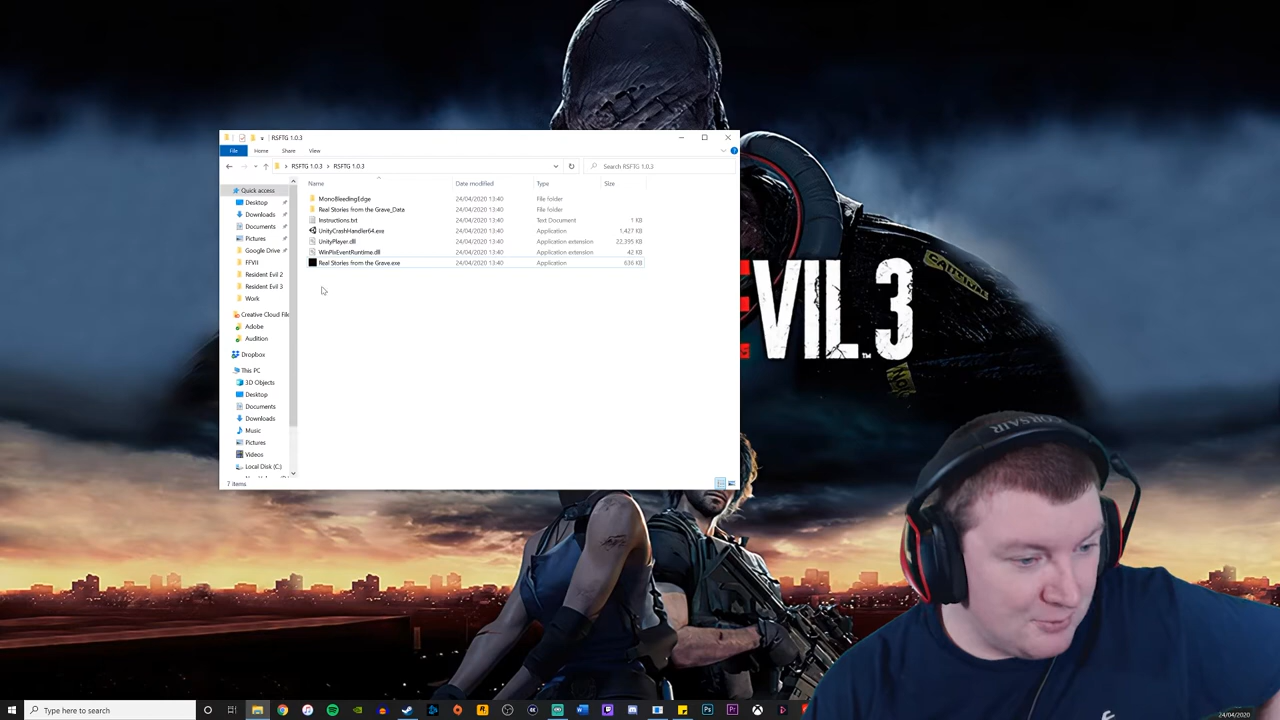 RSFTG 1.0.3
File Home Share View
RSFTG 1.0.3 > RSFTG 1.0.3
Search RSFTG 1.0.3
Name Date modified Type Size
Quick access
Desktop
Downloads
Documents
Pictures
Google Drive
FFVII
Resident Evil 2
Resident Evil 3
Work
Creative Cloud File
Adobe
Audition
Dropbox
This PC
3D Objects
Desktop
Documents
Downloads
Music
Pictures
Videos
Local Disk (C:)
MonoBleedingEdge 24/04/2020 13:40 File folder
Real Stories from the Grave_Data 24/04/2020 13:40 File folder
Instructions.txt 24/04/2020 13:40 Text Document 1 KB
UnityCrashHandler64.exe 24/04/2020 13:40 Application 1,427 KB
UnityPlayer.dll 24/04/2020 13:40 Application extension 22,395 KB
WinPixEventRuntime.dll 24/04/2020 13:40 Application extension 42 KB
Real Stories from the Grave.exe 24/04/2020 13:40 Application 636 KB
7 items
EVIL 3
CORSAIR
Type here to search
24/04/2020